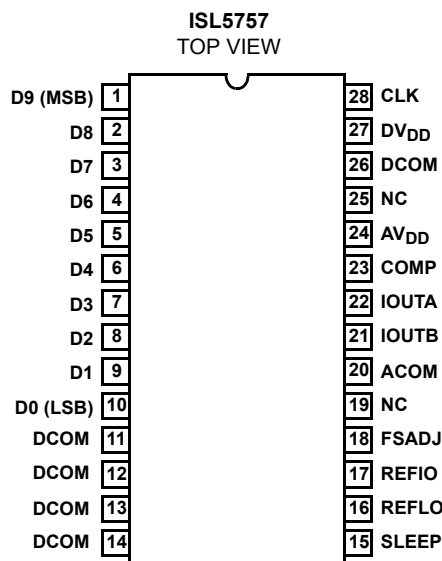 ISL5757
TOP VIEW
D9 (MSB) 1 28 CLK
D8 2 27 DVDD
D7 3 26 DCOM
D6 4 25 NC
D5 5 24 AVDD
D4 6 23 COMP
D3 7 22 IOUTA
D2 8 21 IOUTB
D1 9 20 ACOM
D0 (LSB) 10 19 NC
DCOM 11 18 FSADJ
DCOM 12 17 REFIO
DCOM 13 16 REFLO
DCOM 14 15 SLEEP